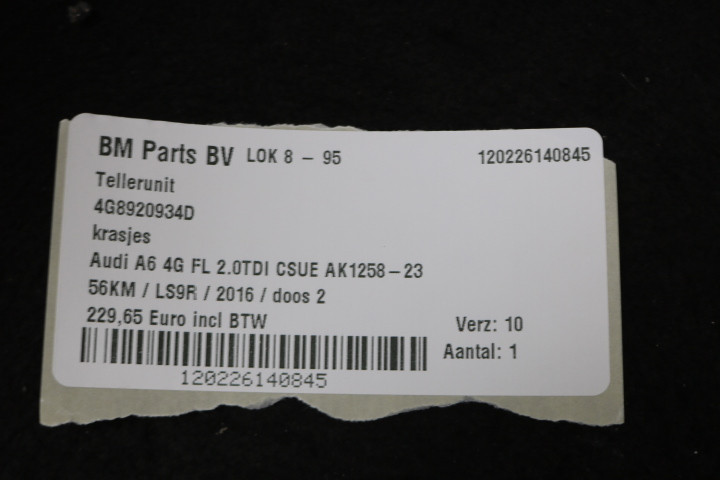 BM Parts BV LOK 8 - 95 120226140845
Tellerunit
4G8920934D
krasjes
Audi A6 4G FL 2.0TDI CSUE AK1258-23
56KM / LS9R / 2016 / doos 2
229,65 Euro incl BTW Verz: 10
Aantal: 1
120226140845